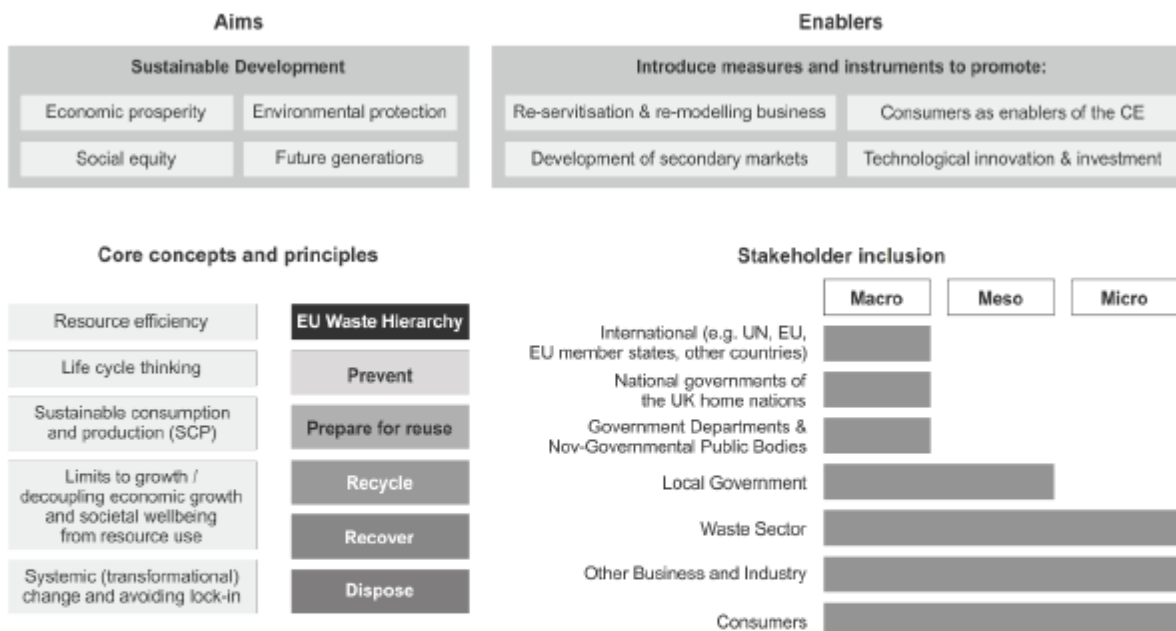 Aims
Sustainable Development
Economic prosperity
Environmental protection
Social equity
Future generations
Enablers
Introduce measures and instruments to promote:
Re-servitisation & re-modelling business
Consumers as enablers of the CE
Development of secondary markets
Technological innovation & investment
Core concepts and principles
Resource efficiency
Life cycle thinking
Sustainable consumption
and production (SCP)
Limits to growth /
decoupling economic growth
and societal wellbeing
from resource use
Systemic (transformational)
change and avoiding lock-in
EU Waste Hierarchy
Prevent
Prepare for reuse
Recycle
Recover
Dispose
Stakeholder inclusion
Macro
Meso
Micro
International (e.g. UN, EU,
EU member states, other countries)
National governments of
the UK home nations
Government Departments &
Nov-Governmental Public Bodies
Local Government
Waste Sector
Other Business and Industry
Consumers